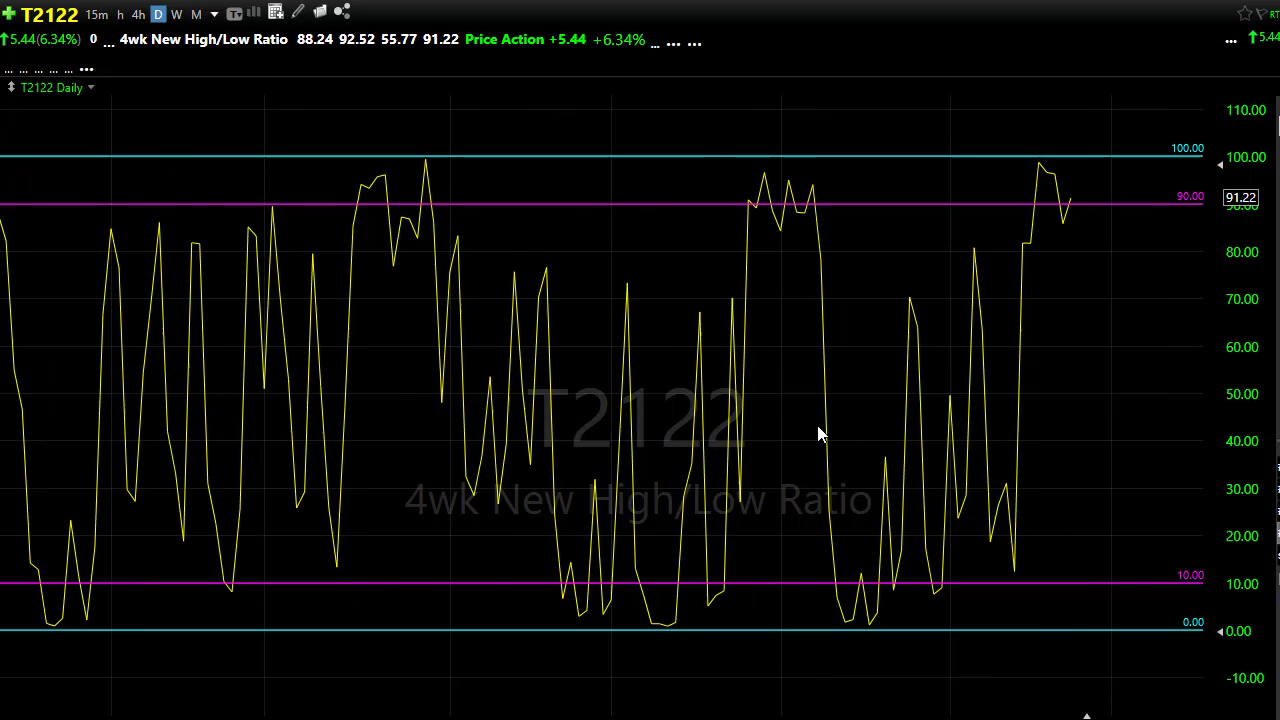 T2122 15m h 4h D W M T
RT
5.44(6.34%) 0 ... 4wk New High/Low Ratio 88.24 92.52 55.77 91.22 Price Action +5.44 +6.34% ... ... ...
... 5.44
... ... ... ... ... ...
T2122 Daily
110.00
100.00 100.00
90.00 91.22
80.00
70.00
60.00
50.00
T2122
40.00
30.00
4wk New High/Low Ratio
20.00
10.00 10.00
0.00 0.00
-10.00